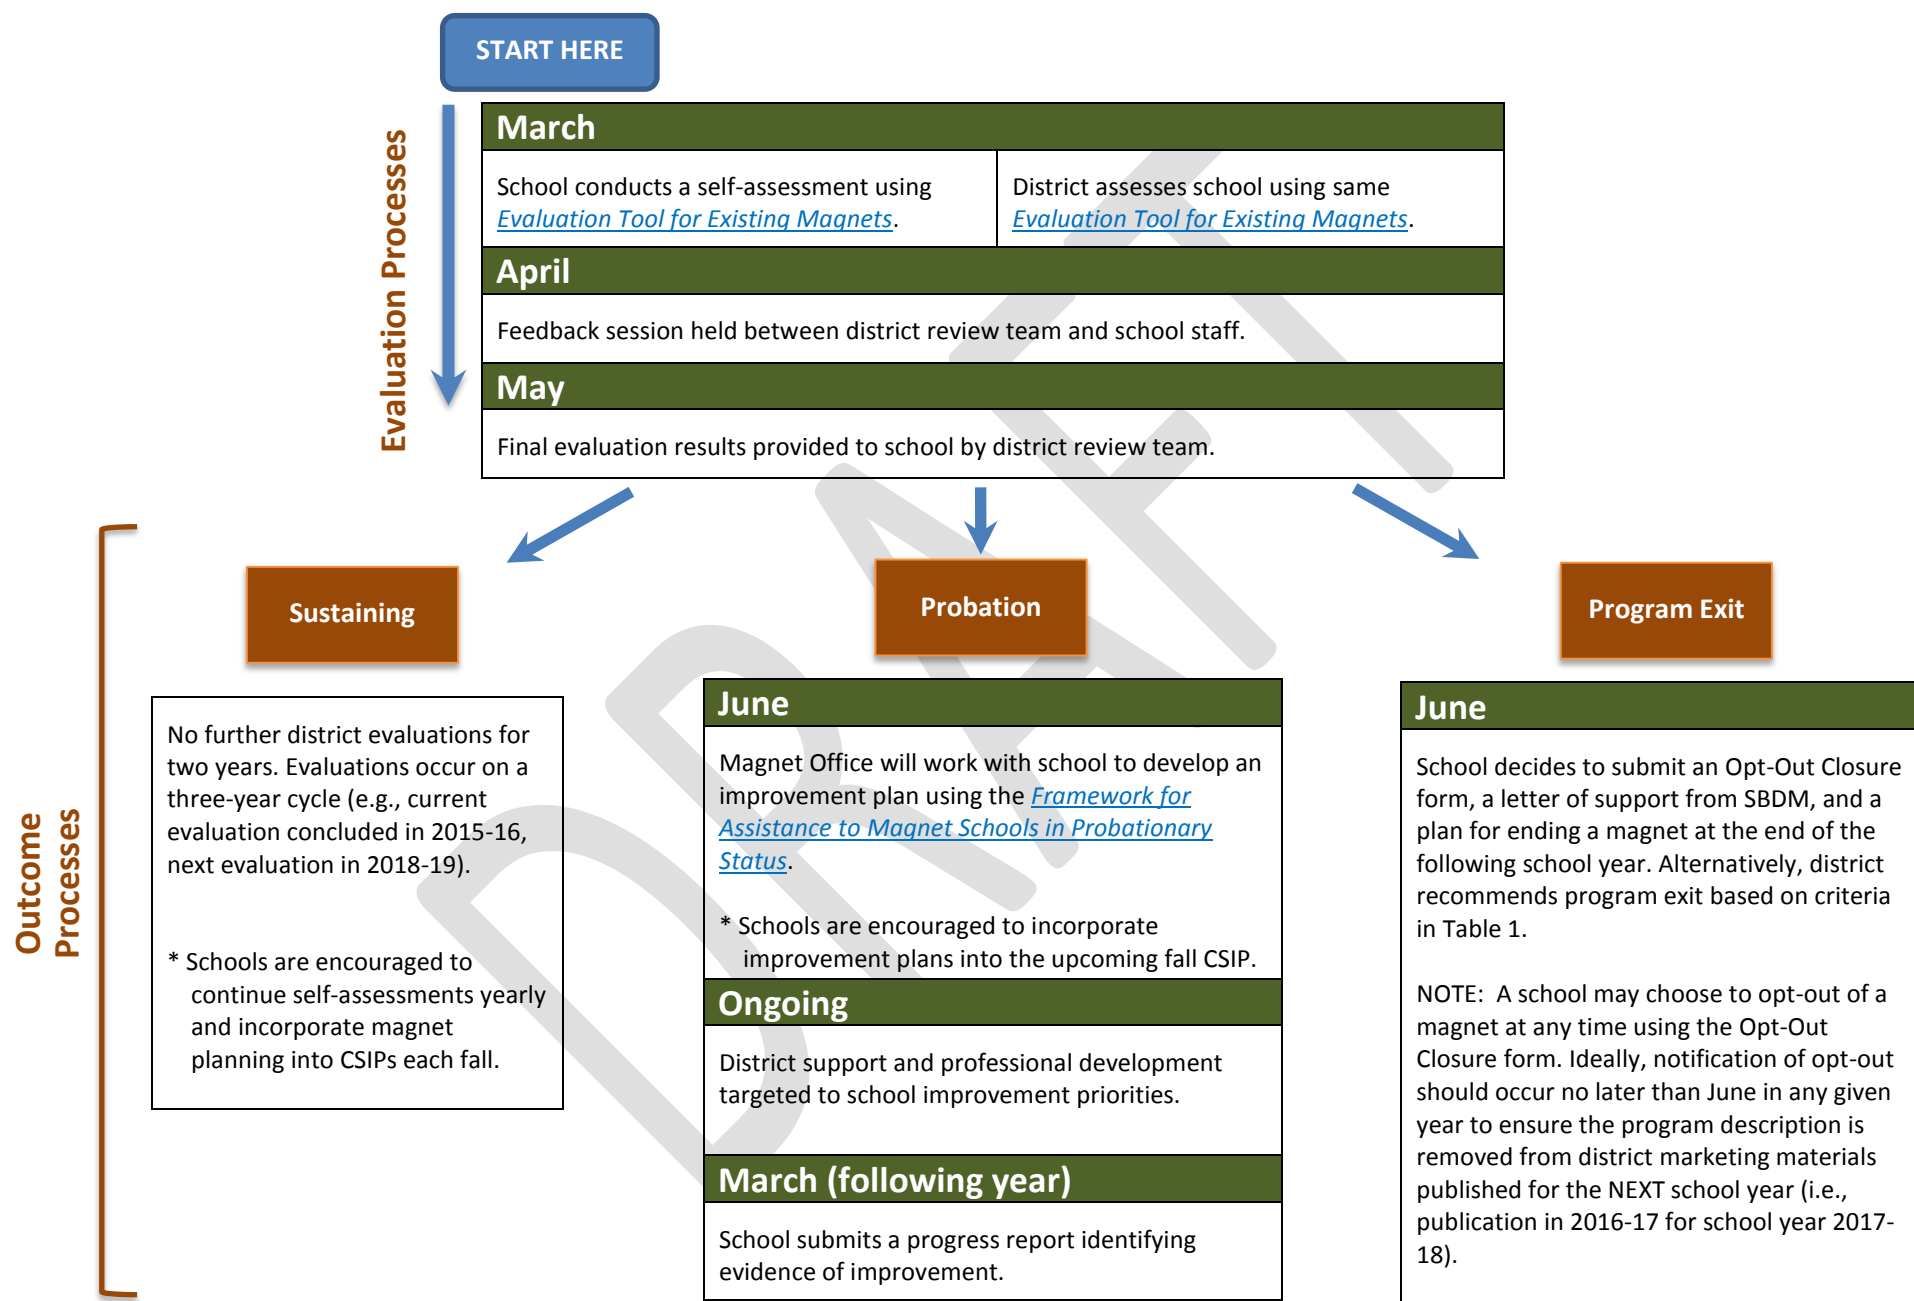 START HERE
Evaluation Processes
March
School conducts a self-assessment using
Evaluation Tool for Existing Magnets.
District assesses school using same
Evaluation Tool for Existing Magnets.
April
Feedback session held between district review team and school staff.
May
Final evaluation results provided to school by district review team.
DRAFT
Outcome
Processes
Sustaining
No further district evaluations for
two years. Evaluations occur on a
three-year cycle (e.g., current
evaluation concluded in 2015-16,
next evaluation in 2018-19).
* Schools are encouraged to
continue self-assessments yearly
and incorporate magnet
planning into CSIPs each fall.
Probation
June
Magnet Office will work with school to develop an
improvement plan using the Framework for
Assistance to Magnet Schools in Probationary
Status.
* Schools are encouraged to incorporate
improvement plans into the upcoming fall CSIP.
Ongoing
District support and professional development
targeted to school improvement priorities.
March (following year)
School submits a progress report identifying
evidence of improvement.
Program Exit
June
School decides to submit an Opt-Out Closure
form, a letter of support from SBDM, and a
plan for ending a magnet at the end of the
following school year. Alternatively, district
recommends program exit based on criteria
in Table 1.
NOTE:  A school may choose to opt-out of a
magnet at any time using the Opt-Out
Closure form. Ideally, notification of opt-out
should occur no later than June in any given
year to ensure the program description is
removed from district marketing materials
published for the NEXT school year (i.e.,
publication in 2016-17 for school year 2017-
18).